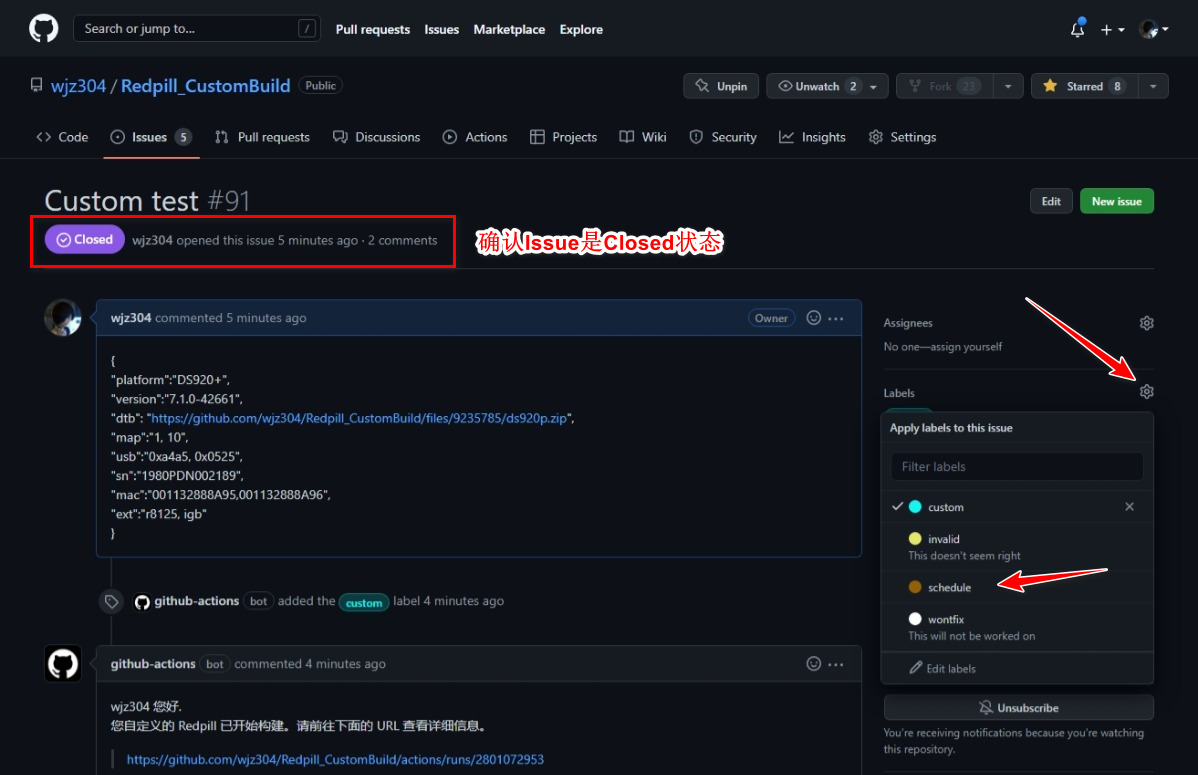 Search or jump to... /
Pull requests Issues Marketplace Explore
wjz304 / Redpill_CustomBuild Public
Unpin Unwatch 2 Fork 23 Starred 8
Code Issues 5 Pull requests Discussions Actions Projects Wiki Security Insights Settings
Custom test #91
Edit New issue
Closed wjz304 opened this issue 5 minutes ago · 2 comments
确认Issue是Closed状态
wjz304 commented 5 minutes ago Owner
{
"platform":"DS920+",
"version":"7.1.0-42661",
"dtb": "https://github.com/wjz304/Redpill_CustomBuild/files/9235785/ds920p.zip",
"map":"1, 10",
"usb":"0xa4a5, 0x0525",
"sn":"1980PDN002189",
"mac":"001132888A95,001132888A96",
"ext":"r8125, igb"
}
github-actions bot added the custom label 4 minutes ago
github-actions bot commented 4 minutes ago
wjz304 您好.
您自定义的 Redpill 已开始构建。请前往下面的 URL 查看详细信息。
https://github.com/wjz304/Redpill_CustomBuild/actions/runs/2801072953
Assignees
No one—assign yourself
Labels
Apply labels to this issue
Filter labels
custom
invalid
This doesn't seem right
schedule
wontfix
This will not be worked on
Edit labels
Unsubscribe
You're receiving notifications because you're watching
this repository.